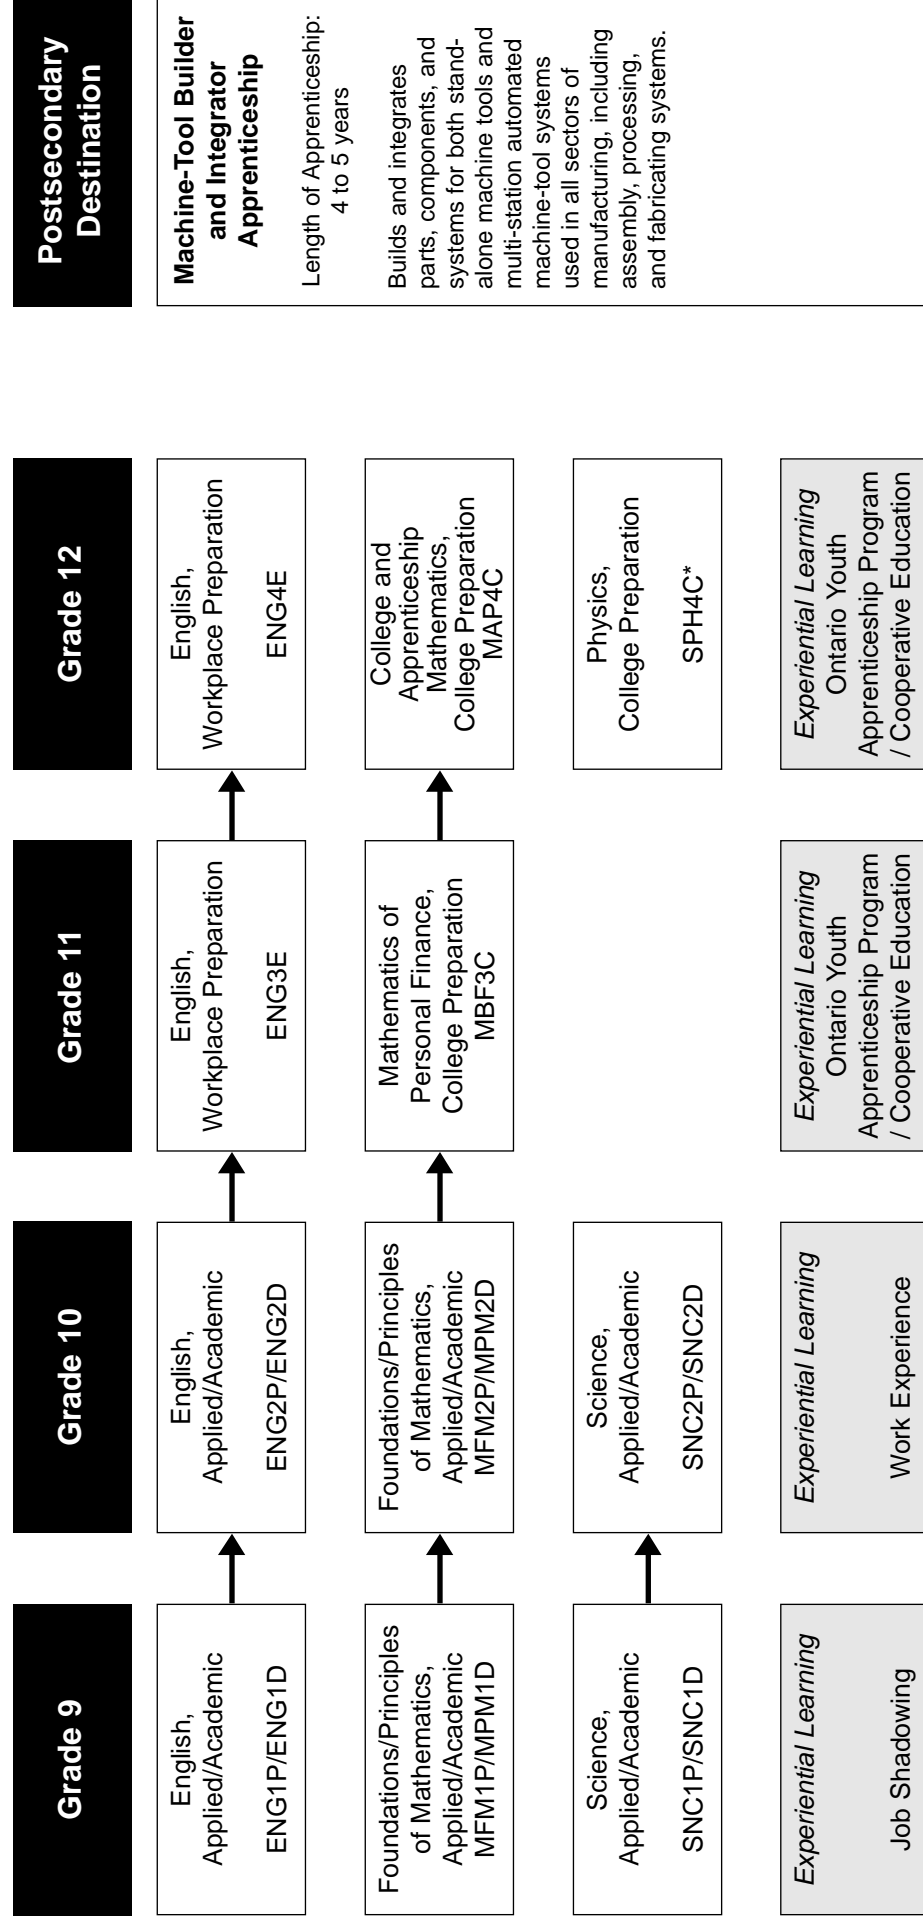 Grade 9
Grade 10
Grade 11
Grade 12
Postsecondary
Destination
English,
Applied/Academic
ENG1P/ENG1D
English,
Applied/Academic
ENG2P/ENG2D
English,
Workplace Preparation
ENG3E
English,
Workplace Preparation
ENG4E
Machine-Tool Builder
and Integrator
Apprenticeship
Length of Apprenticeship:
4 to 5 years
Builds and integrates
parts, components, and
systems for both stand-
alone machine tools and
multi-station automated
machine-tool systems
used in all sectors of
manufacturing, including
assembly, processing,
and fabricating systems.
Foundations/Principles
of Mathematics,
Applied/Academic
MFM1P/MPM1D
Foundations/Principles
of Mathematics,
Applied/Academic
MFM2P/MPM2D
Mathematics of
Personal Finance,
College Preparation
MBF3C
College and
Apprenticeship
Mathematics,
College Preparation
MAP4C
Science,
Applied/Academic
SNC1P/SNC1D
Science,
Applied/Academic
SNC2P/SNC2D
Physics,
College Preparation
SPH4C*
Experiential Learning
Job Shadowing
Experiential Learning
Work Experience
Experiential Learning
Ontario Youth
Apprenticeship Program
/ Cooperative Education
Experiential Learning
Ontario Youth
Apprenticeship Program
/ Cooperative Education